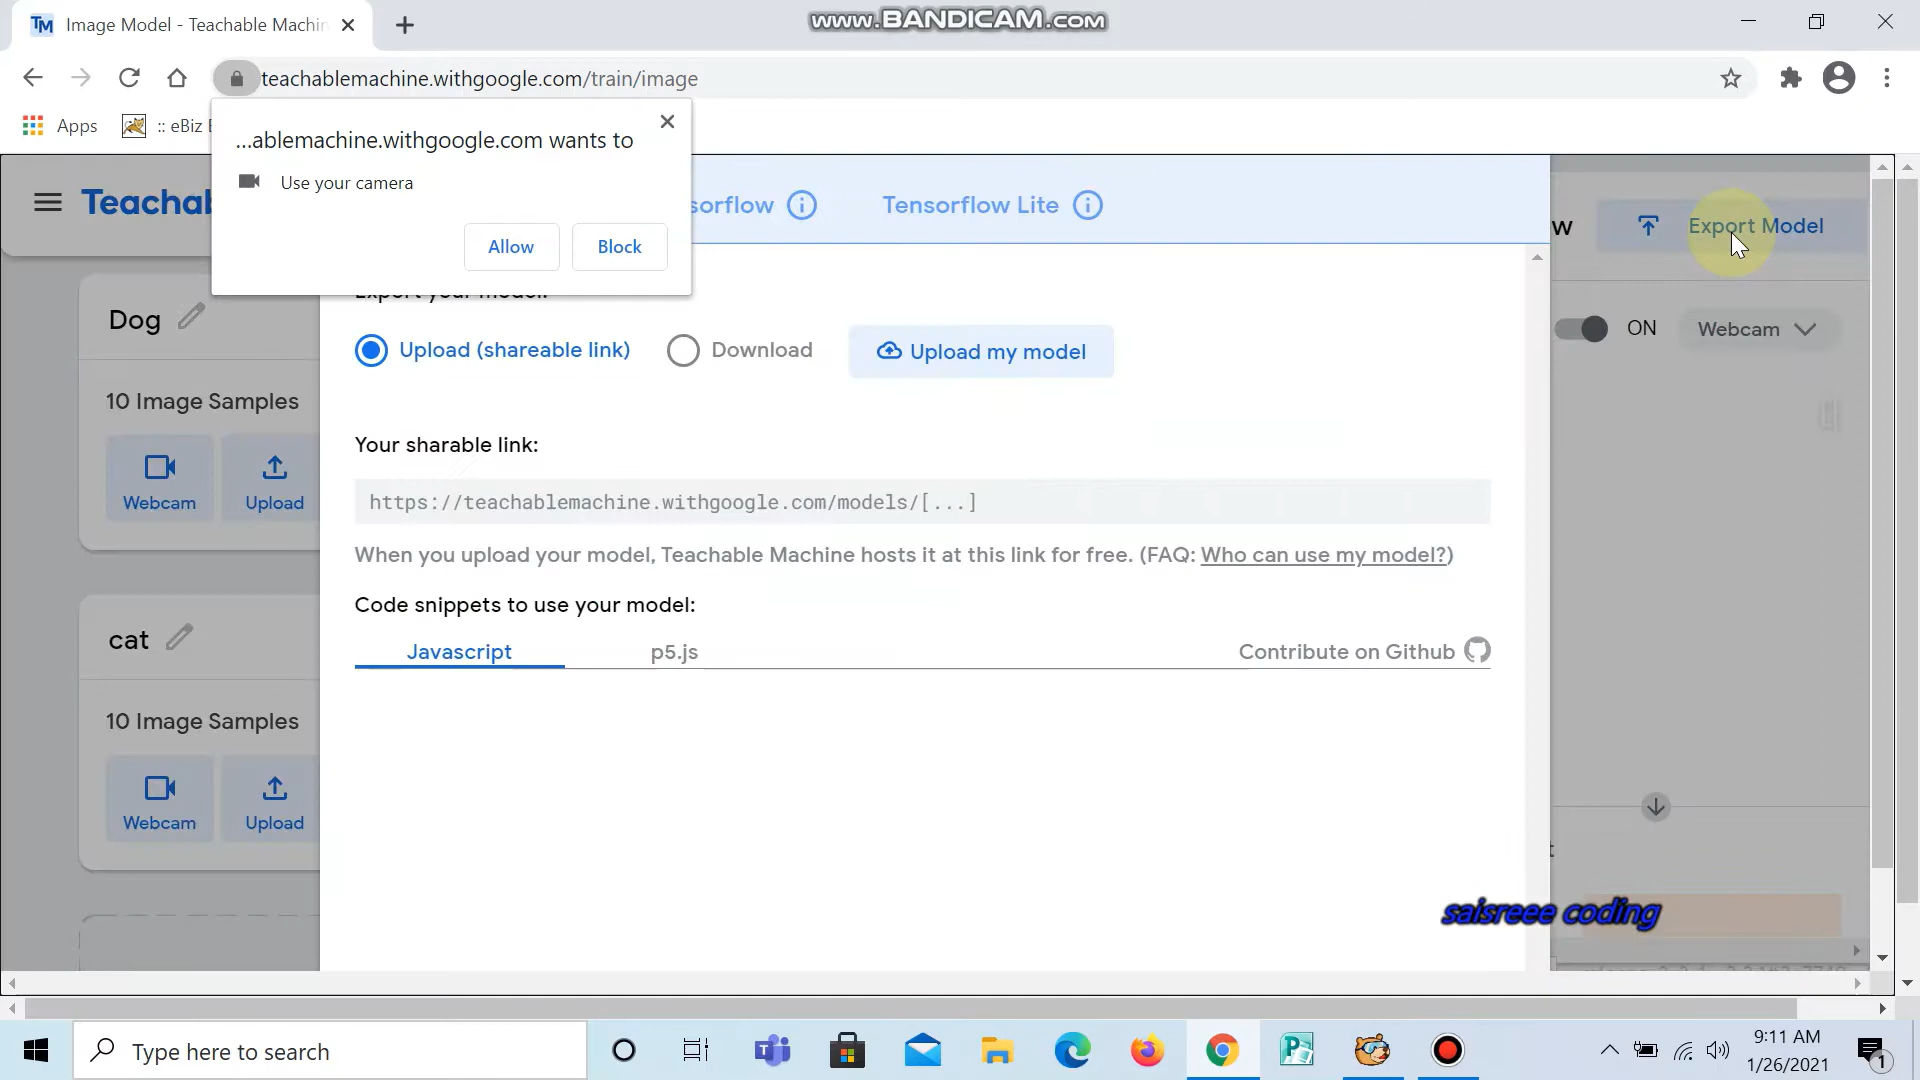 Image Model - Teachable Machin
www.BANDICAM.com
teachablemachine.withgoogle.com/train/image
Apps
:: eBiz
...ablemachine.withgoogle.com wants to
Use your camera
Allow
Block
Teachab
sorflow
Tensorflow Lite
w
Export Model
Export your model:
Dog
Upload (shareable link)
Download
Upload my model
ON
Webcam
10 Image Samples
Webcam
Upload
Your sharable link:
https://teachablemachine.withgoogle.com/models/[...]
When you upload your model, Teachable Machine hosts it at this link for free. (FAQ: Who can use my model?)
Code snippets to use your model:
Javascript
p5.js
Contribute on Github
cat
10 Image Samples
Webcam
Upload
saisreee coding
Type here to search
9:11 AM
1/26/2021
1